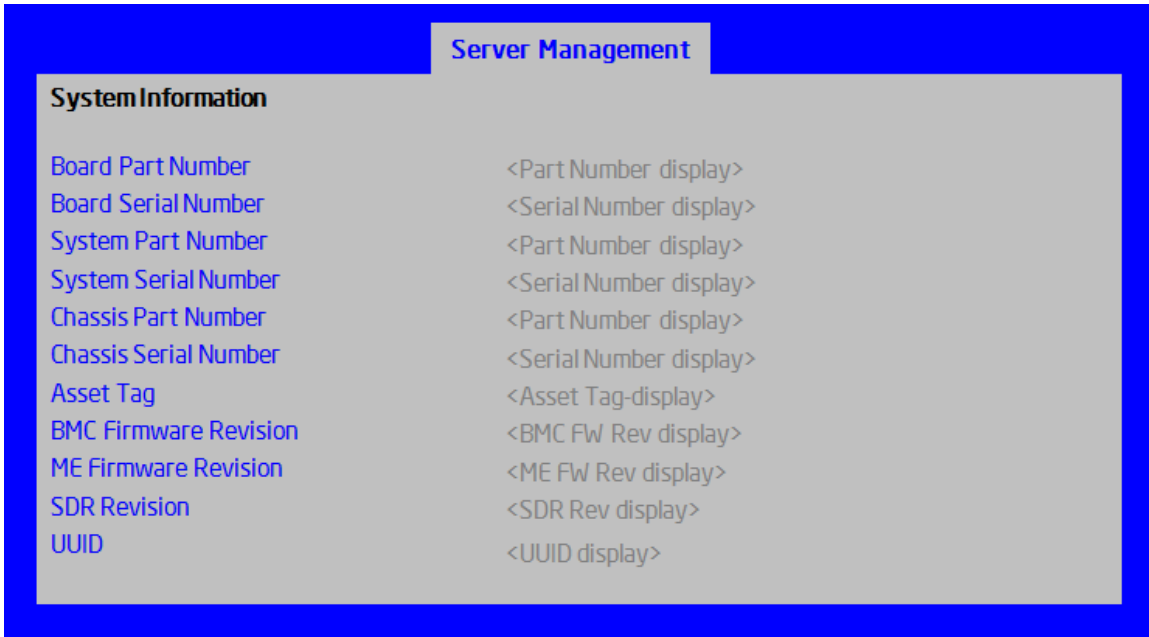 Server Management
System Information
Board Part Number <Part Number display>
Board Serial Number <Serial Number display>
System Part Number <Part Number display>
System Serial Number <Serial Number display>
Chassis Part Number <Part Number display>
Chassis Serial Number <Serial Number display>
Asset Tag <Asset Tag-display>
BMC Firmware Revision <BMC FW Rev display>
ME Firmware Revision <ME FW Rev display>
SDR Revision <SDR Rev display>
UUID <UUID display>